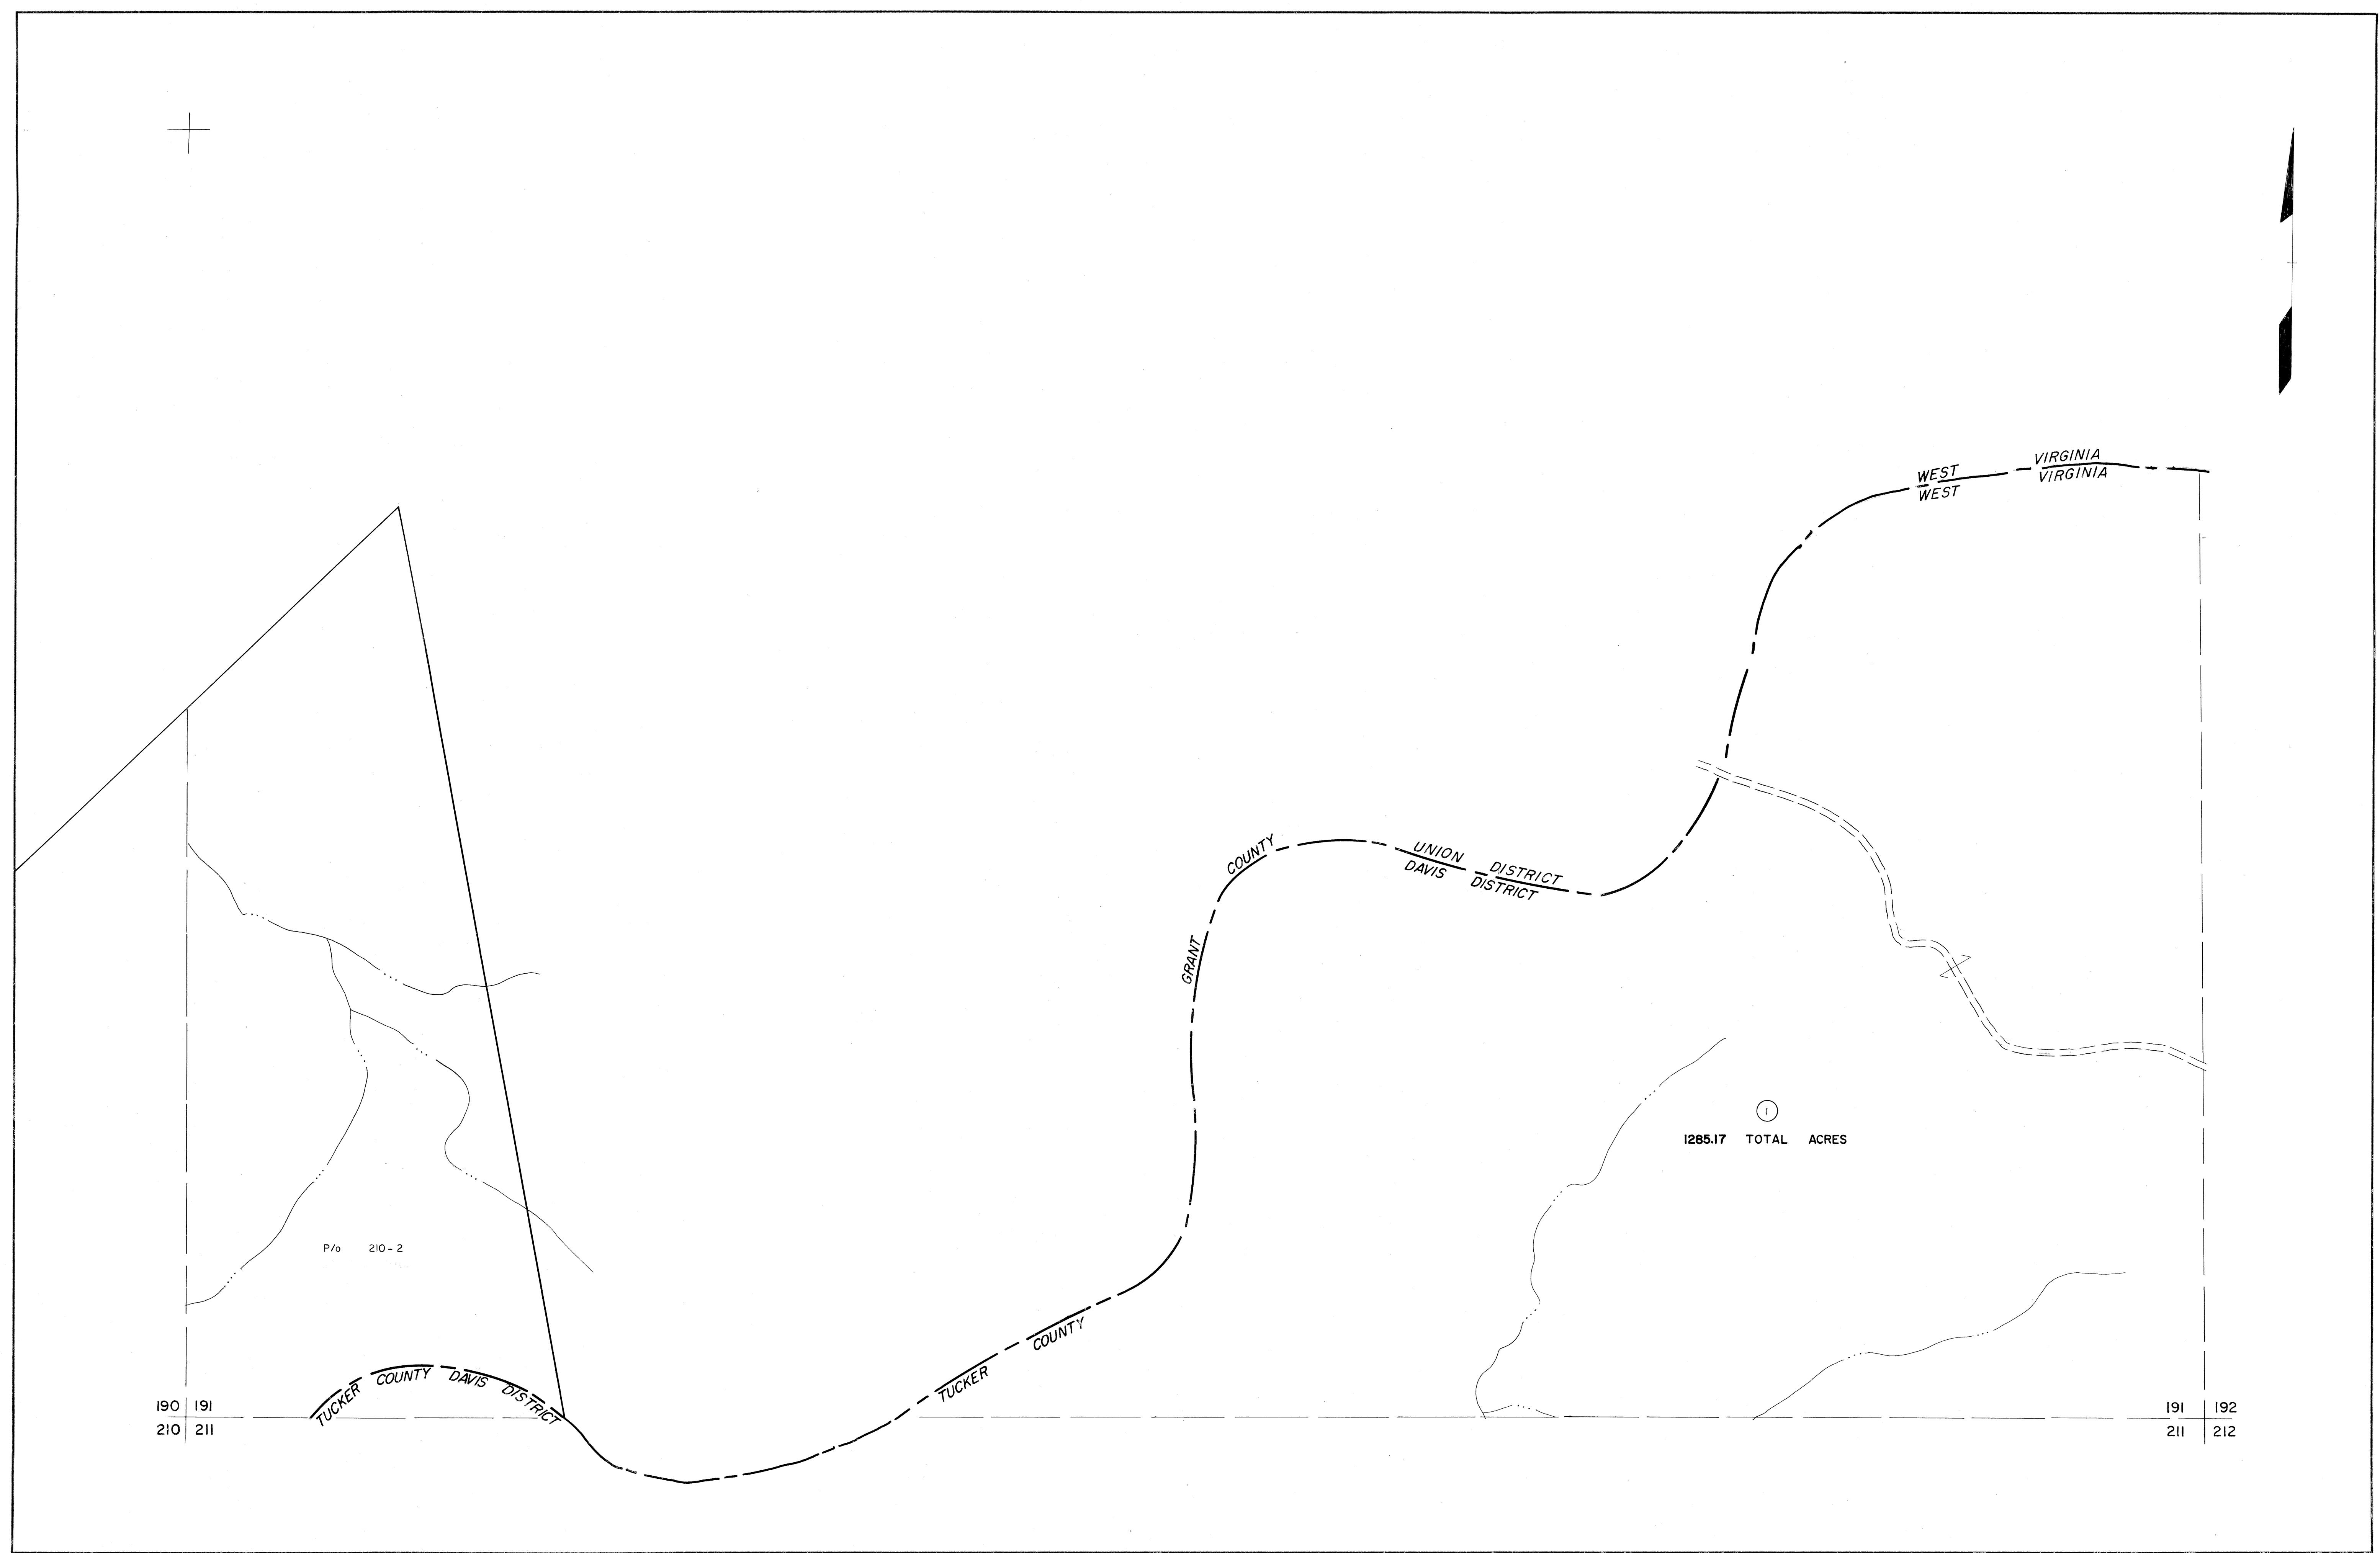 WEST VIRGINIA
WEST VIRGINIA
GRANT COUNTY
UNION DISTRICT
DAVIS DISTRICT
1
1285.17 TOTAL ACRES
P/o 210-2
TUCKER COUNTY
TUCKER COUNTY DAVIS DISTRICT
190 191
210 211
191 192
211 212